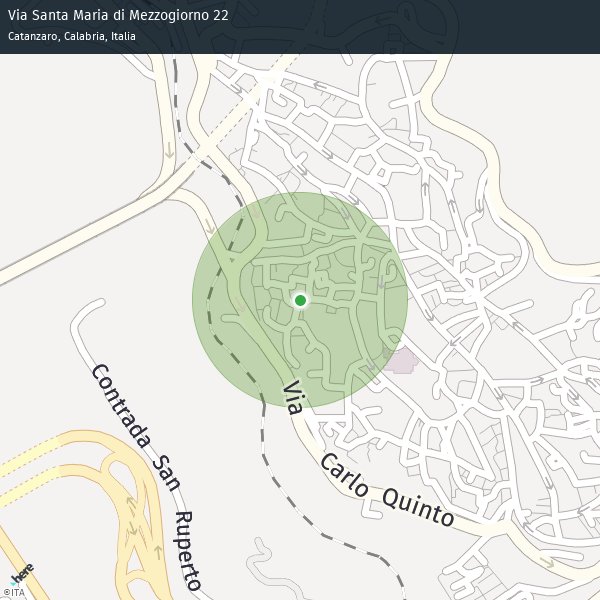 Via Santa Maria di Mezzogiorno 22
Catanzaro, Calabria, Italia
Via Carlo Quinto
Contrada San Ruperto
here
©ITA